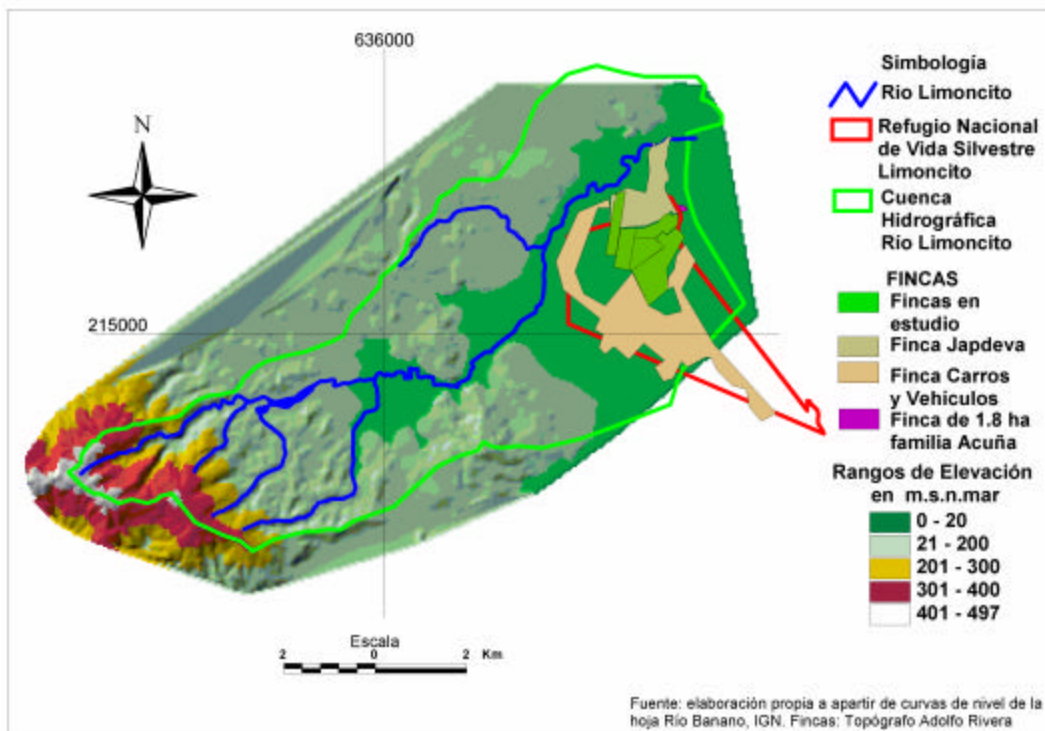 636000
N
215000
Simbología
Río Limoncito
Refugio Nacional
de Vida Silvestre
Limoncito
Cuenca
Hidrográfica
Río Limoncito
FINCAS
Fincas en
estudio
Finca Japdeva
Finca Carros
y Vehículos
Finca de 1.8 ha
familia Acuña
Rangos de Elevación
en m.s.n.mar
0 - 20
21 - 200
201 - 300
301 - 400
401 - 497
Escala
2 0 2 Km
Fuente: elaboración propia a apartir de curvas de nivel de la
hoja Río Banano, IGN. Fincas: Topógrafo Adolfo Rivera